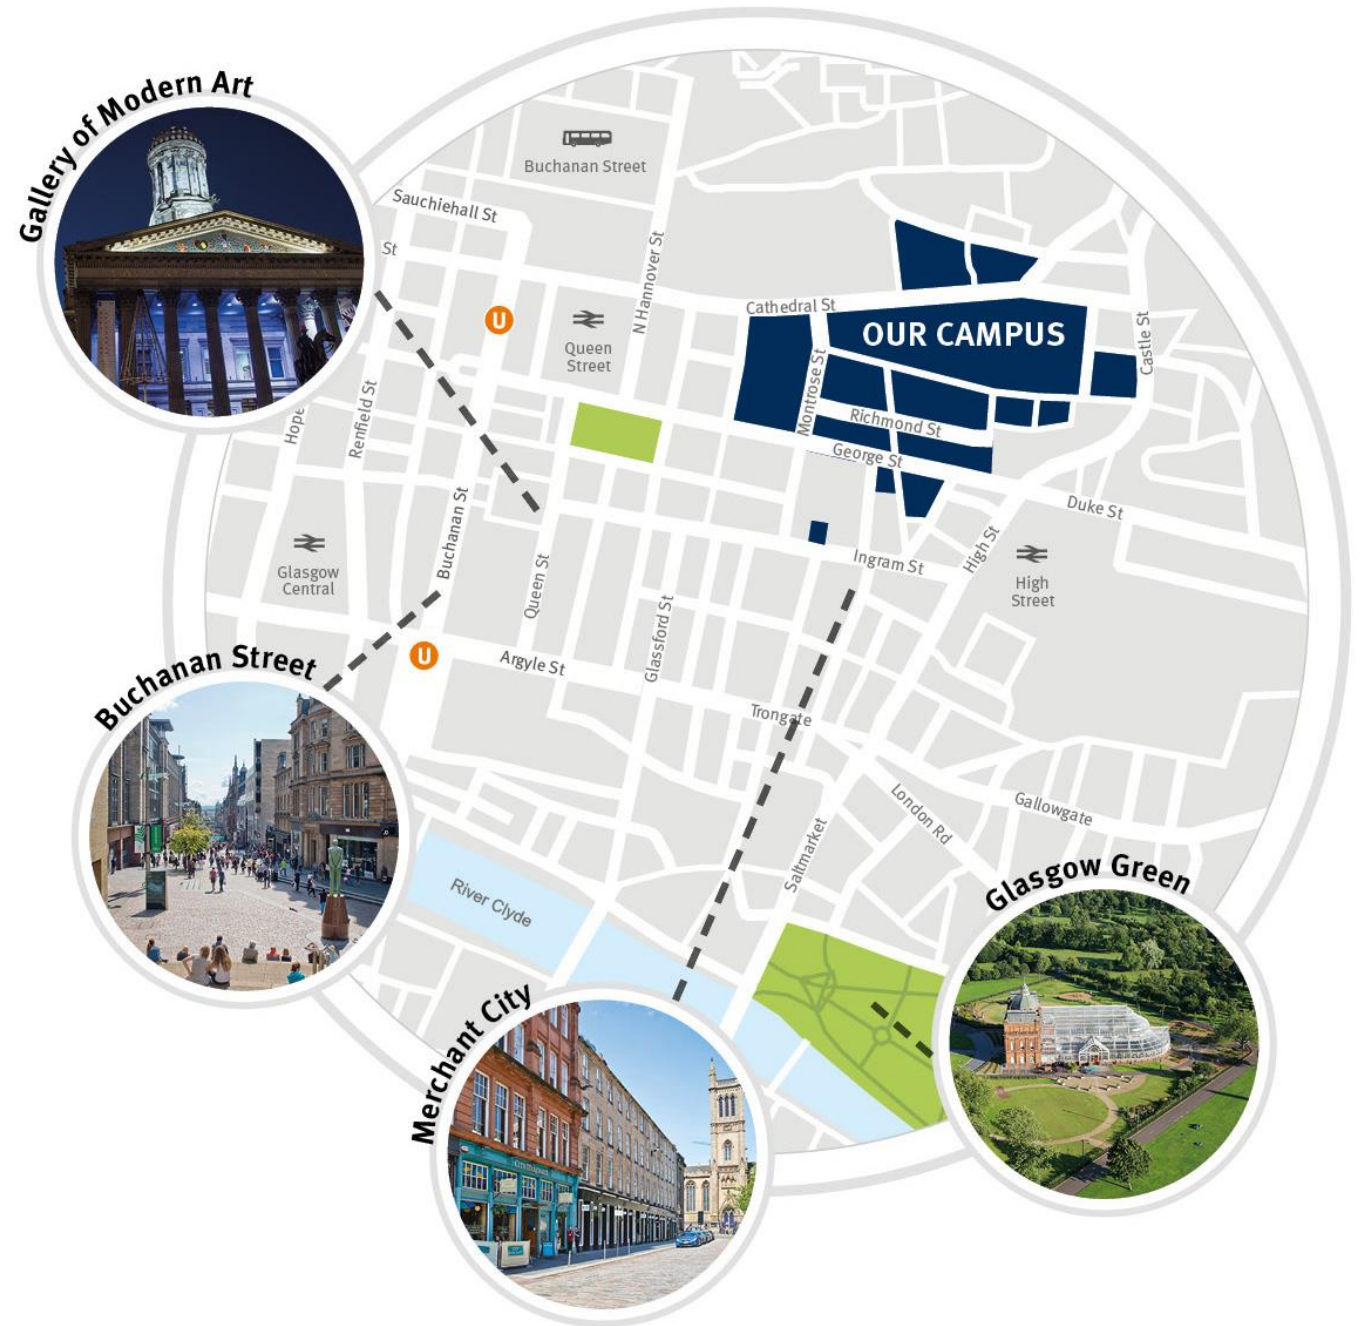 Gallery of Modern Art
Buchanan Street
Sauchiehall St
St
N Hannover St
Cathedral St
OUR CAMPUS
Castle St
U
Queen
Street
Montrose St
Richmond St
George St
Hope
Renfield St
Buchanan St
Duke St
Glasgow
Central
Queen St
Ingram St
High St
High
Street
Glassford St
U
Argyle St
Trongate
Buchanan Street
London Rd
Gallowgate
Saltmarket
River Clyde
Glasgow Green
Merchant City